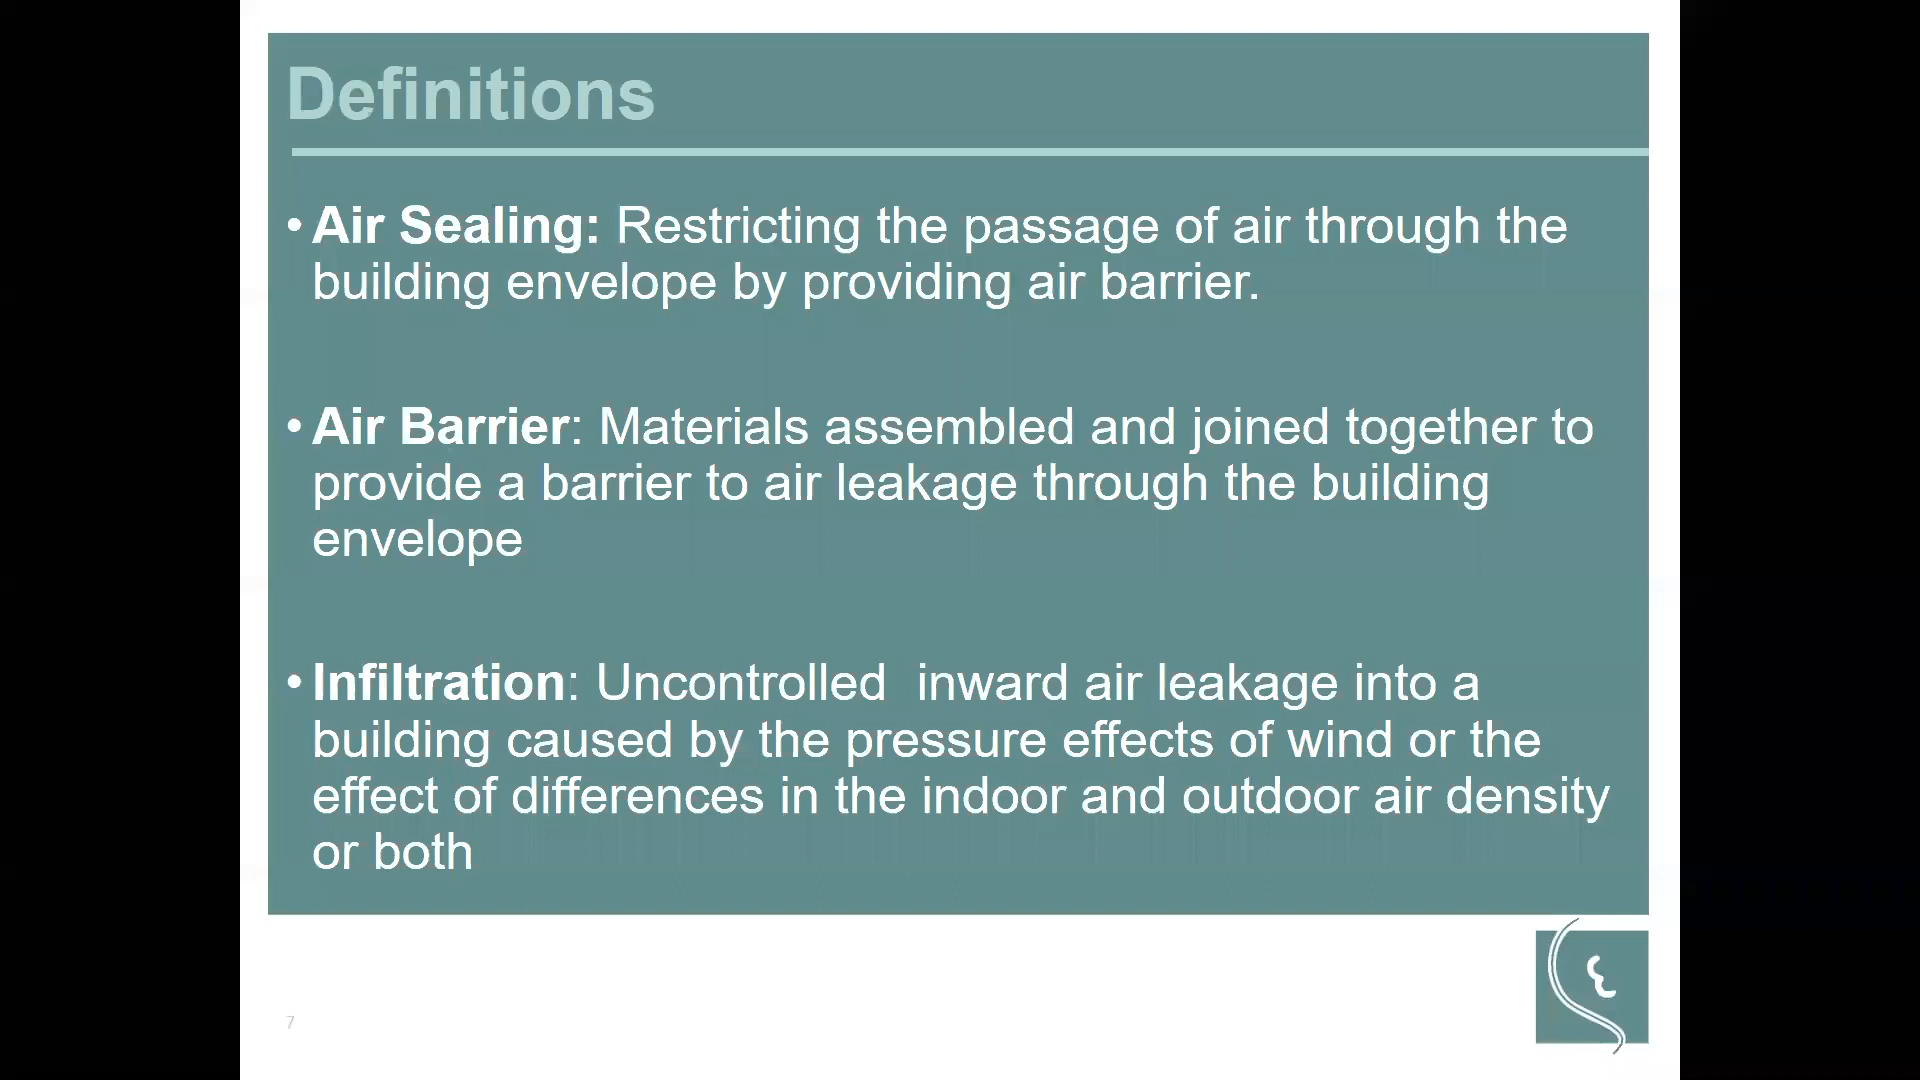 Definitions
• Air Sealing: Restricting the passage of air through the
building envelope by providing air barrier.
• Air Barrier: Materials assembled and joined together to
provide a barrier to air leakage through the building
envelope
• Infiltration: Uncontrolled  inward air leakage into a
building caused by the pressure effects of wind or the
effect of differences in the indoor and outdoor air density
or both
7